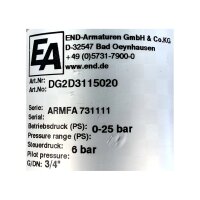 EA
END-Armaturen GmbH & Co.KG
D-32547 Bad Oeynhausen
+49 (0)5731-7900-0
www.end.de
Art.Nr: DG2D3115020
Art.No:
Serie: ARMFA 731111
Betriebsdruck (PS): 0-25 bar
Pressure range (PS):
Steuerdruck: 6 bar
Pilot pressure:
G/DN: 3/4"